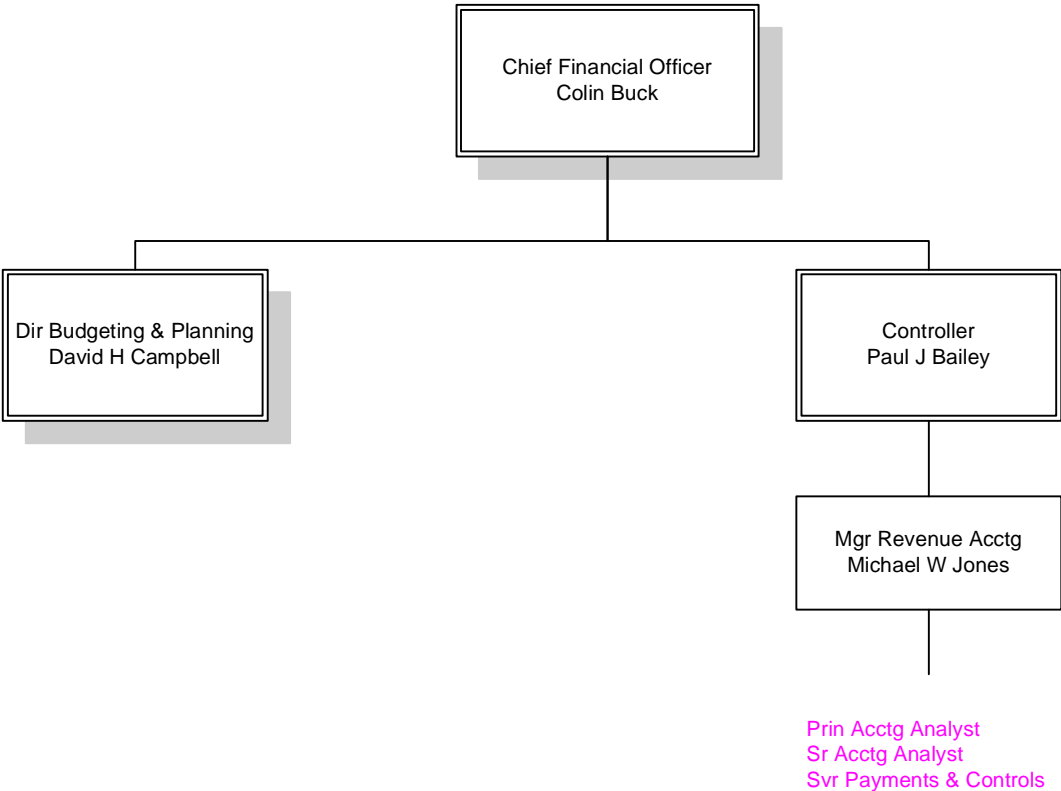 Chief Financial Officer
Colin Buck
Dir Budgeting & Planning
David H Campbell
Controller
Paul J Bailey
Mgr Revenue Acctg
Michael W Jones
Prin Acctg Analyst
Sr Acctg Analyst
Svr Payments & Controls